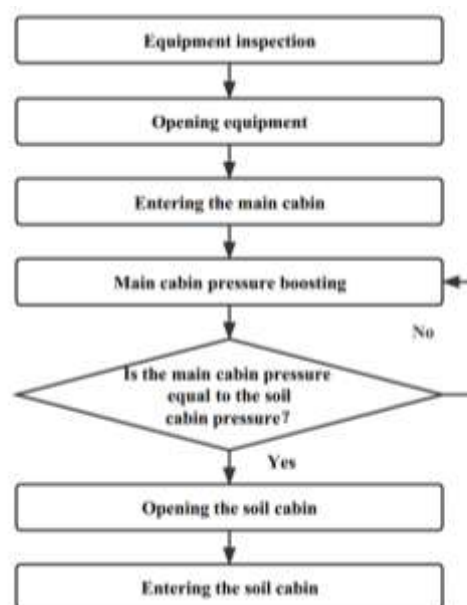 Equipment inspection
Opening equipment
Entering the main cabin
Main cabin pressure boosting
No
Is the main cabin pressure
equal to the soil
cabin pressure?
Yes
Opening the soil cabin
Entering the soil cabin